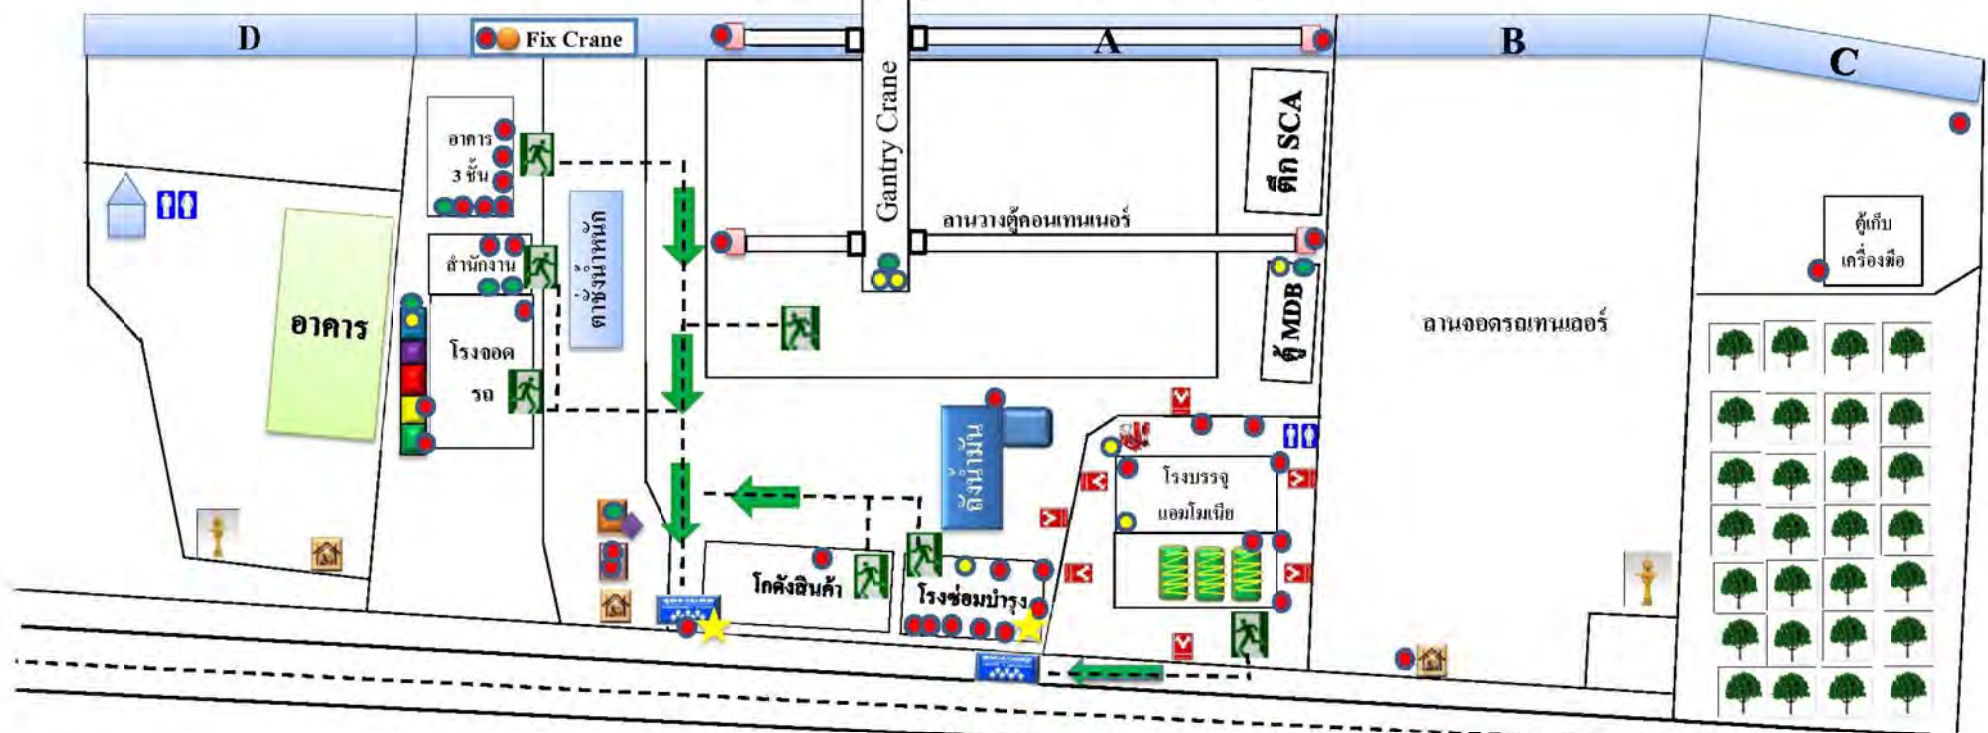 D
Fix Crane
A
B
C
Gantry Crane
อาคาร
3 ชั้น
สำนักงาน
ตาชั่งน้ำหนัก
ตึก SCA
ลานวางตู้คอนเทนเนอร์
ตู้ MDB
ตู้เก็บ
เครื่องมือ
อาคาร
โรงจอด
รถ
ลานจอดรถเทนเลอร์
ถังน้ำมัน
โรงบรรจุ
แอมโมเนีย
โกดังสินค้า
โรงซ่อมบำรุง